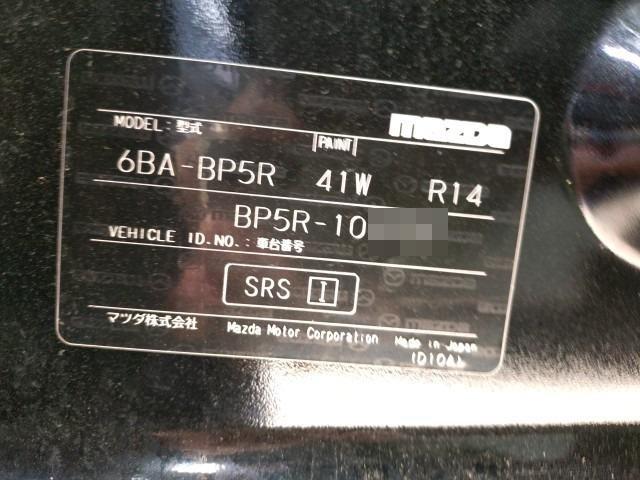 mazda
MODEL:型式
PAINT
6BA-BP5R 41W R14
BP5R-10
VEHICLE ID.NO.:車台番号
SRS I
マツダ株式会社 Mazda Motor Corporation Made in Japan